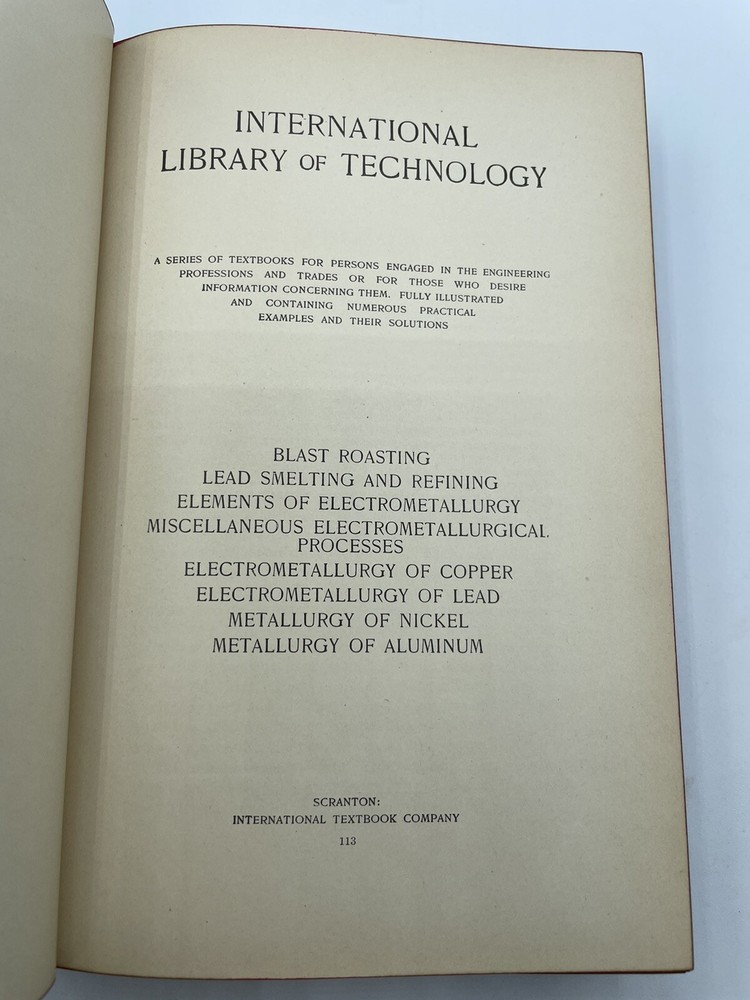 INTERNATIONAL
LIBRARY OF TECHNOLOGY
A SERIES OF TEXTBOOKS FOR PERSONS ENGAGED IN THE ENGINEERING
PROFESSIONS AND TRADES OR FOR THOSE WHO DESIRE
INFORMATION CONCERNING THEM. FULLY ILLUSTRATED
AND CONTAINING NUMEROUS PRACTICAL
EXAMPLES AND THEIR SOLUTIONS
BLAST ROASTING
LEAD SMELTING AND REFINING
ELEMENTS OF ELECTROMETALLURGY
MISCELLANEOUS ELECTROMETALLURGICAL
PROCESSES
ELECTROMETALLURGY OF COPPER
ELECTROMETALLURGY OF LEAD
METALLURGY OF NICKEL
METALLURGY OF ALUMINUM
SCRANTON:
INTERNATIONAL TEXTBOOK COMPANY
113